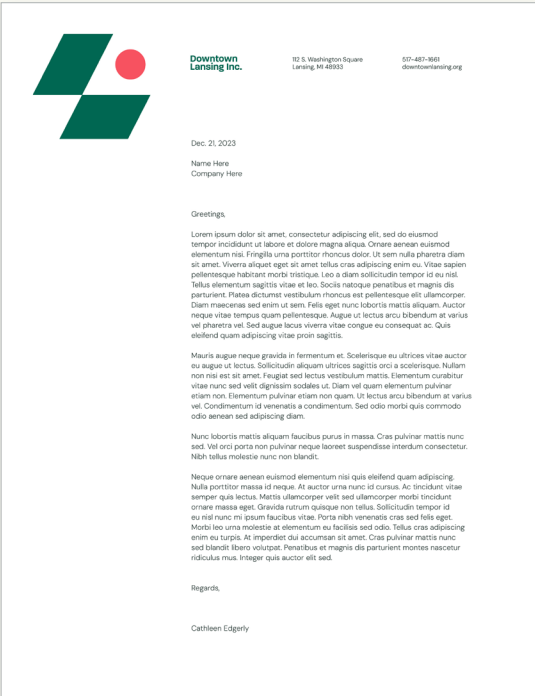 Downtown
Lansing Inc.
112 S. Washington Square
Lansing, MI 48933
517-487-1661
downtownlansing.org
Dec, 21, 2023
Name Here
Company Here
Greetings,
Lorem ipsum dolor sit amet, consectetur adipiscing elit, sed do eiusmod
tempor incididunt ut labore et dolore magna aliqua. Ornare aenean euismod
elementum nisi. Fringilla urna porttitor rhoncus dolor. Ut sem nulla pharetra diam
sit amet. Viverra aliquet eget sit amet tellus cras adipiscing enim eu. Vitae sapien
pellentesque habitant morbi tristique. Leo a diam sollicitudin tempor id eu nisl.
Tellus elementum sagittis vitae et leo. Sociis natoque penatibus et magnis dis
parturient. Platea dictumst vestibulum rhoncus est pellentesque elit ullamcorper.
Diam maecenas sed enim ut sem. Felis eget nunc lobortis mattis aliquam. Auctor
neque vitae tempus quam pellentesque. Augue ut lectus arcu bibendum at varius
vel pharetra vel. Sed augue lacus viverra vitae congue eu consequat ac. Quis
eleifend quam adipiscing vitae proin sagittis.
Mauris augue neque gravida in fermentum et. Scelerisque eu ultrices vitae auctor
eu augue ut lectus. Sollicitudin aliquam ultrices sagittis orci a scelerisque. Nullam
non nisi est sit amet. Feugiat sed lectus vestibulum mattis. Elementum curabitur
vitae nunc sed velit dignissim sodales ut. Diam vel quam elementum pulvinar
etiam non. Elementum pulvinar etiam non quam. Ut lectus arcu bibendum at varius
vel. Condimentum id venenatis a condimentum. Sed odio morbi quis commodo
odio aenean sed adipiscing diam.
Nunc lobortis mattis aliquam faucibus purus in massa. Cras pulvinar mattis nunc
sed. Vel orci porta non pulvinar neque laoreet suspendisse interdum consectetur.
Nibh tellus molestie nunc non blandit.
Neque ornare aenean euismod elementum nisi quis eleifend quam adipiscing.
Nulla porttitor massa id neque. At auctor urna nunc id cursus. Ac tincidunt vitae
semper quis lectus. Mattis ullamcorper velit sed ullamcorper morbi tincidunt
ornare massa eget. Gravida rutrum quisque non tellus. Sollicitudin tempor id
eu nisl nunc mi ipsum faucibus vitae. Porta nibh venenatis cras sed felis eget.
Morbi leo urna molestie at elementum eu facilisis sed odio. Tellus cras adipiscing
enim eu turpis. At imperdiet dui accumsan sit amet. Cras pulvinar mattis nunc
sed blandit libero volutpat. Penatibus et magnis dis parturient montes nascetur
ridiculus mus. Integer quis auctor elit sed.
Regards,
Cathleen Edgerly